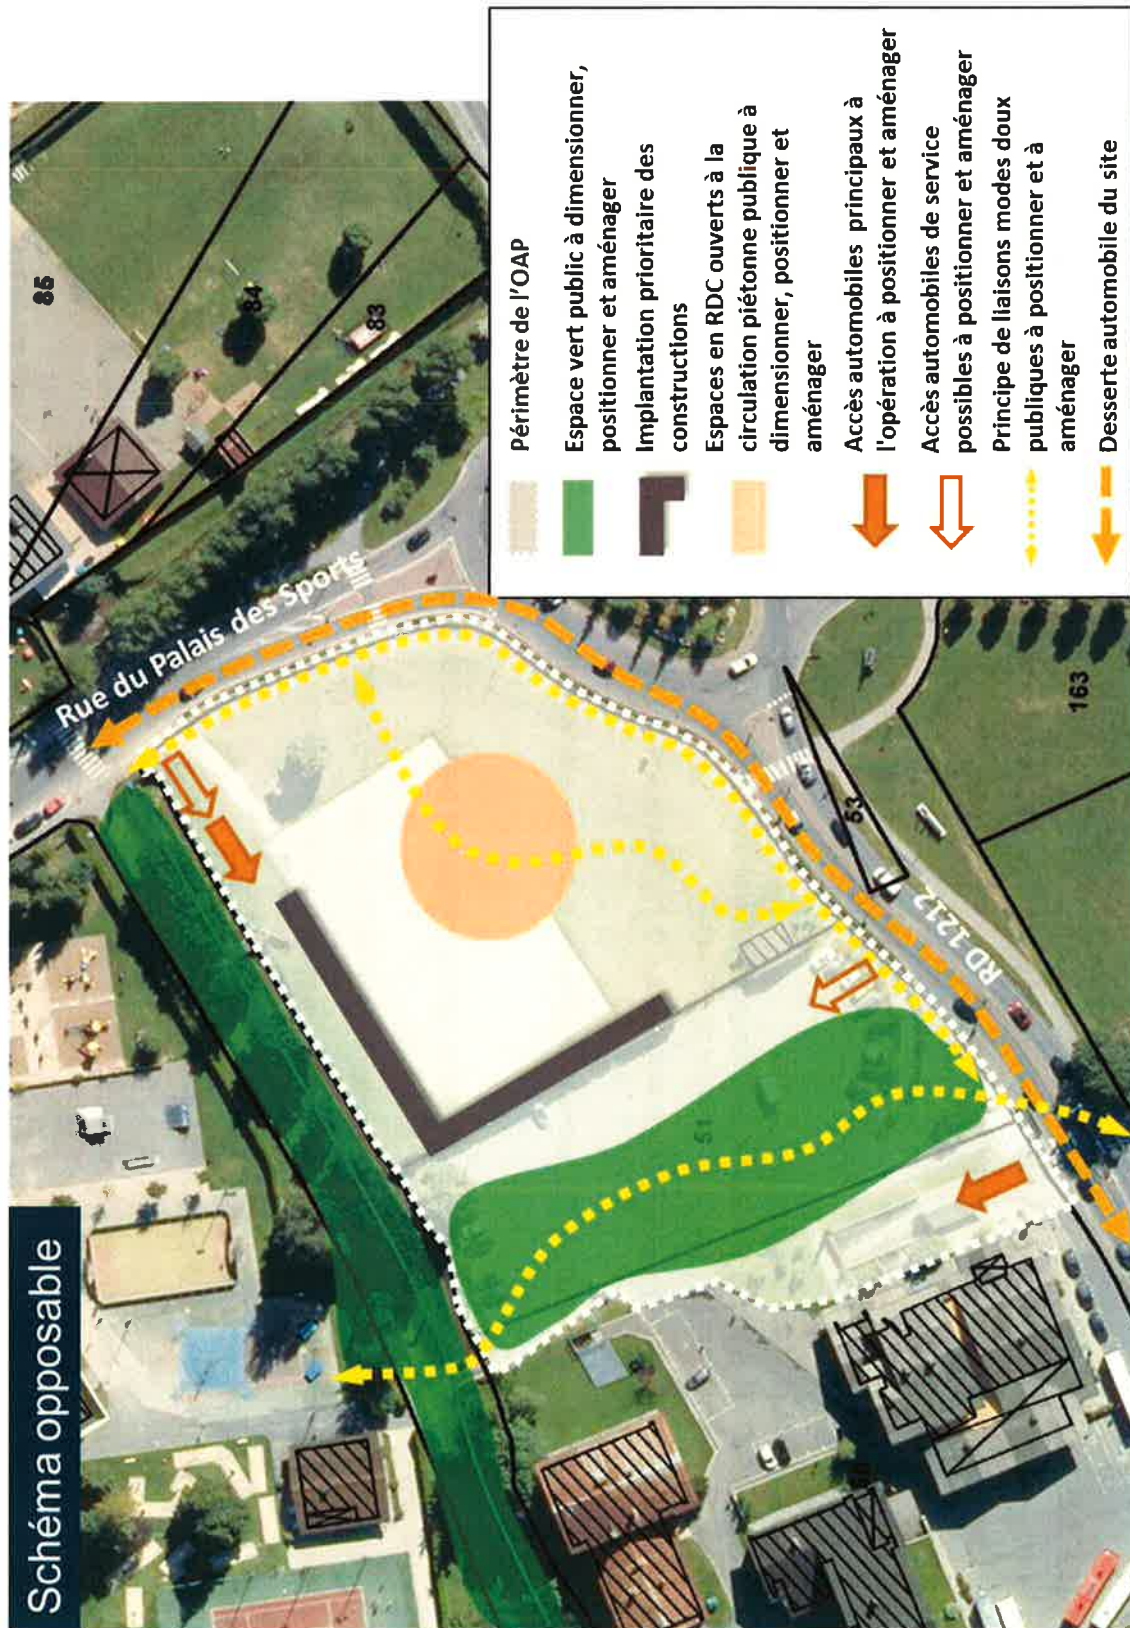 Schéma opposable
Rue du Palais des Sports
RD 1212
85
84
83
53
163
51
Périmètre de l'OAP
Espace vert public à dimensionner,
positionner et aménager
Implantation prioritaire des
constructions
Espaces en RDC ouverts à la
circulation piétonne publique à
dimensionner, positionner et
aménager
Accès automobiles principaux à
l'opération à positionner et aménager
Accès automobiles de service
possibles à positionner et aménager
Principe de liaisons modes doux
publiques à positionner et à
aménager
Desserte automobile du site